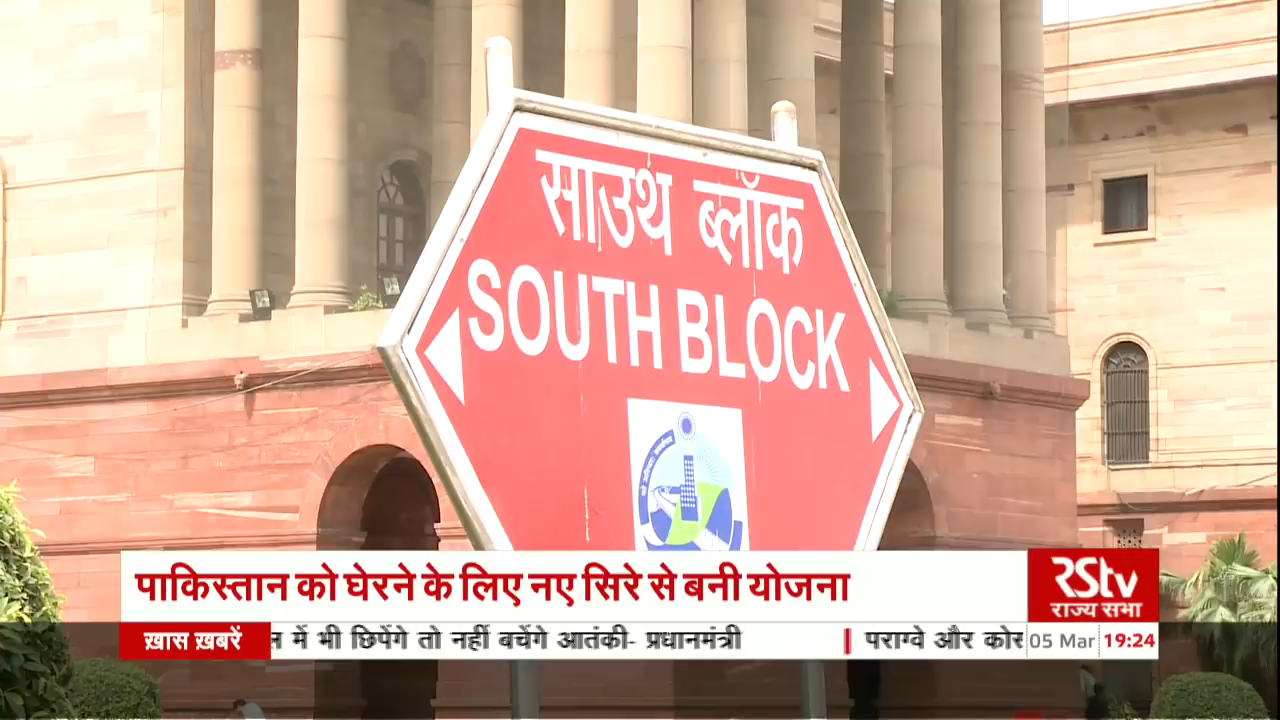 साउथ ब्लॉक
SOUTH BLOCK
पाकिस्तान को घेरने के लिए नए सिरे से बनी योजना
RSTV
राज्य सभा
ख़ास ख़बरें
में भी छिपेंगे तो नहीं बचेंगे आतंकी- प्रधानमंत्री
पराग्वे और
05 Mar
19:24